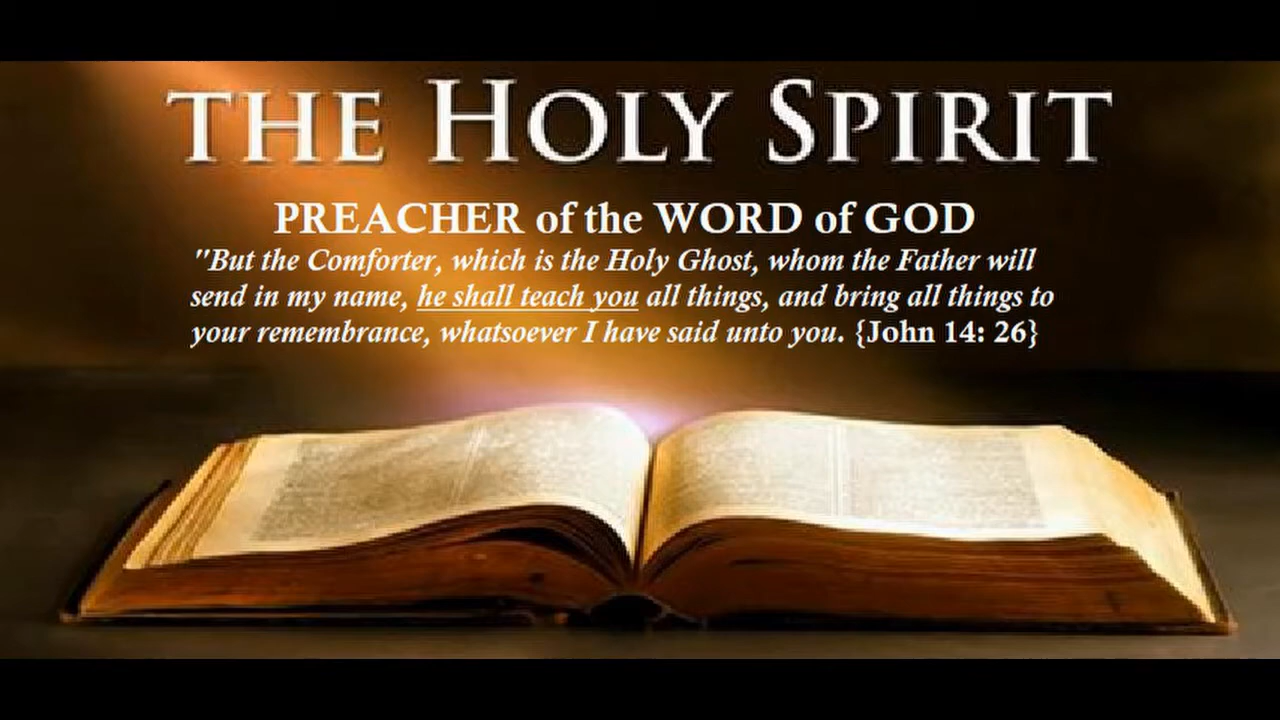 THE HOLY SPIRIT
PREACHER of the WORD of GOD
"But the Comforter, which is the Holy Ghost, whom the Father will
send in my name, he shall teach you all things, and bring all things to
your remembrance, whatsoever I have said unto you. {John 14: 26}